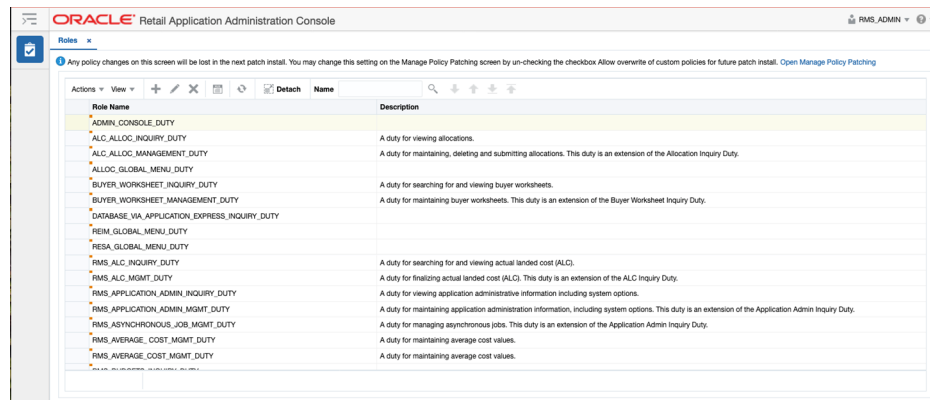 ORACLE® Retail Application Administration Console
RMS_ADMIN
Roles ×
Any policy changes on this screen will be lost in the next patch install. You may change this setting on the Manage Policy Patching screen by un-checking the checkbox Allow overwrite of custom policies for future patch install. Open Manage Policy Patching
Actions View Detach Name
Role Name Description
ADMIN_CONSOLE_DUTY
ALC_ALLOC_INQUIRY_DUTY A duty for viewing allocations.
ALC_ALLOC_MANAGEMENT_DUTY A duty for maintaining, deleting and submitting allocations. This duty is an extension of the Allocation Inquiry Duty.
ALLOC_GLOBAL_MENU_DUTY
BUYER_WORKSHEET_INQUIRY_DUTY A duty for searching for and viewing buyer worksheets.
BUYER_WORKSHEET_MANAGEMENT_DUTY A duty for maintaining buyer worksheets. This duty is an extension of the Buyer Worksheet Inquiry Duty.
DATABASE_VIA_APPLICATION_EXPRESS_INQUIRY_DUTY
REIM_GLOBAL_MENU_DUTY
RESA_GLOBAL_MENU_DUTY
RMS_ALC_INQUIRY_DUTY A duty for searching for and viewing actual landed cost (ALC).
RMS_ALC_MGMT_DUTY A duty for finalizing actual landed cost (ALC). This duty is an extension of the ALC Inquiry Duty.
RMS_APPLICATION_ADMIN_INQUIRY_DUTY A duty for viewing application administrative information including system options.
RMS_APPLICATION_ADMIN_MGMT_DUTY A duty for maintaining application administration information, including system options. This duty is an extension of the Application Admin Inquiry Duty.
RMS_ASYNCHRONOUS_JOB_MGMT_DUTY A duty for managing asynchronous jobs. This duty is an extension of the Application Admin Inquiry Duty.
RMS_AVERAGE_ COST_MGMT_DUTY A duty for maintaining average cost values.
RMS_AVERAGE_COST_MGMT_DUTY A duty for maintaining average cost values.